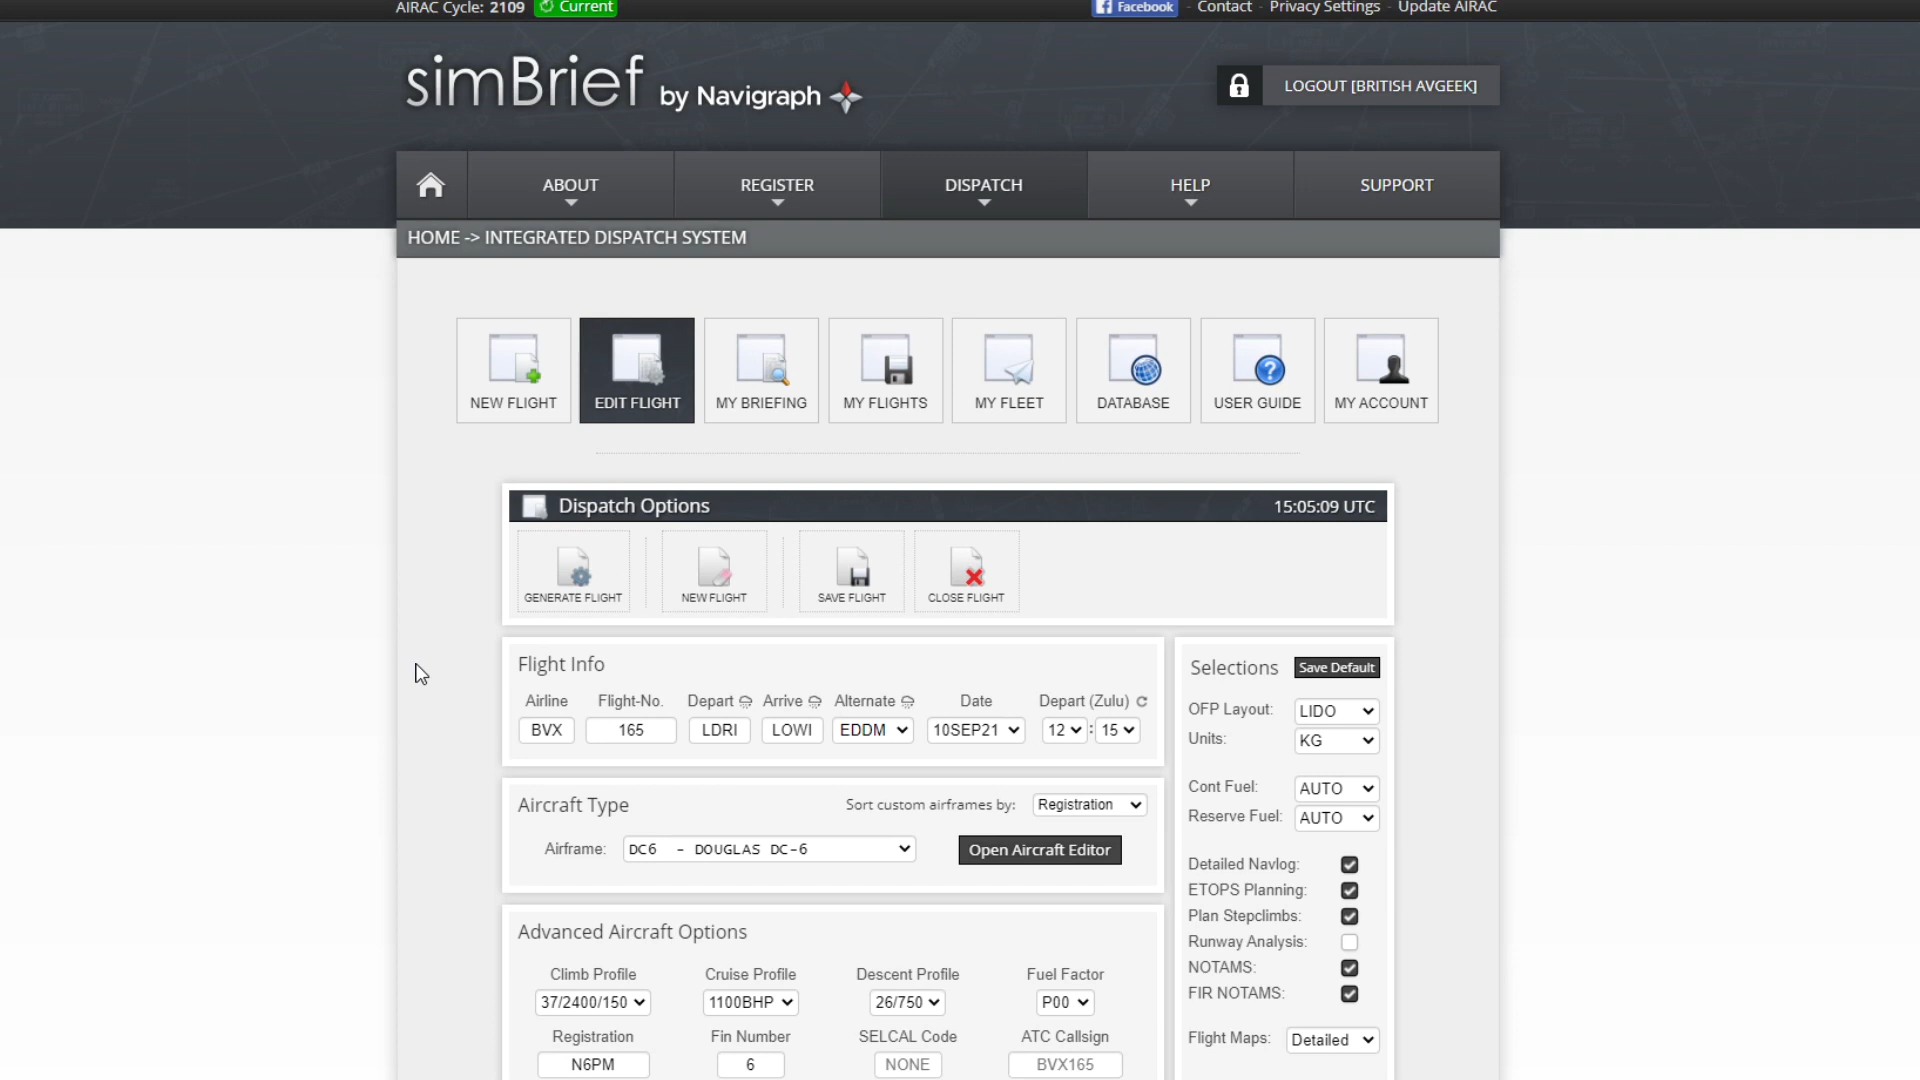 AIRAC Cycle: 2109 Current Facebook - Contact - Privacy Settings - Update AIRAC
simBrief by Navigraph
LOGOUT [BRITISH AVGEEK]
ABOUT REGISTER DISPATCH HELP SUPPORT
HOME -> INTEGRATED DISPATCH SYSTEM
NEW FLIGHT EDIT FLIGHT MY BRIEFING MY FLIGHTS MY FLEET DATABASE USER GUIDE MY ACCOUNT
Dispatch Options 15:05:09 UTC
GENERATE FLIGHT NEW FLIGHT SAVE FLIGHT CLOSE FLIGHT
Flight Info
Airline Flight-No. Depart Arrive Alternate Date Depart (Zulu)
BVX 165 LDRI LOWI EDDM 10SEP21 12 : 15
Aircraft Type Sort custom airframes by: Registration
Airframe: DC6 - DOUGLAS DC-6 Open Aircraft Editor
Advanced Aircraft Options
Climb Profile Cruise Profile Descent Profile Fuel Factor
37/2400/150 1100BHP 26/750 P00
Registration Fin Number SELCAL Code ATC Callsign
N6PM 6 NONE BVX165
Selections Save Default
OFP Layout: LIDO
Units: KG
Cont Fuel: AUTO
Reserve Fuel: AUTO
Detailed Navlog:
ETOPS Planning:
Plan Stepclimbs:
Runway Analysis:
NOTAMS:
FIR NOTAMS:
Flight Maps: Detailed